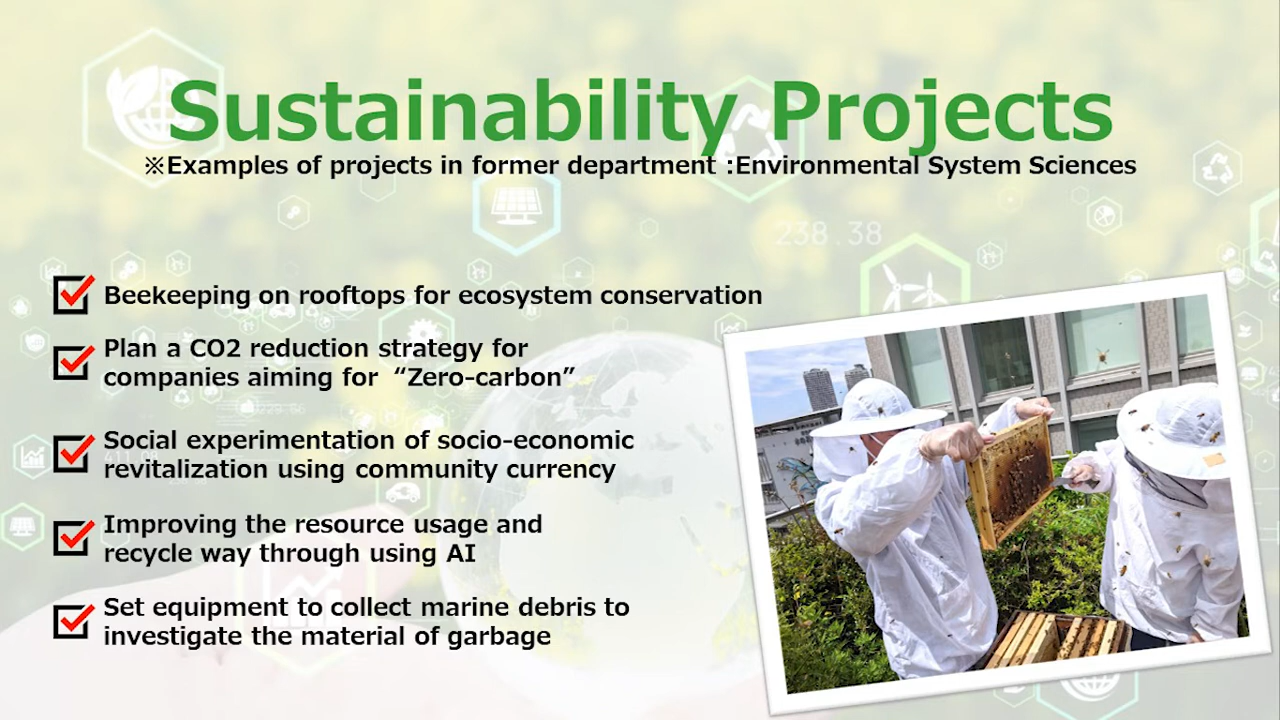 Sustainability Projects
※Examples of projects in former department :Environmental System Sciences
238.38
Beekeeping on rooftops for ecosystem conservation
Plan a CO2 reduction strategy for
companies aiming for “Zero-carbon”
Social experimentation of socio-economic
revitalization using community currency
Improving the resource usage and
recycle way through using AI
Set equipment to collect marine debris to
investigate the material of garbage